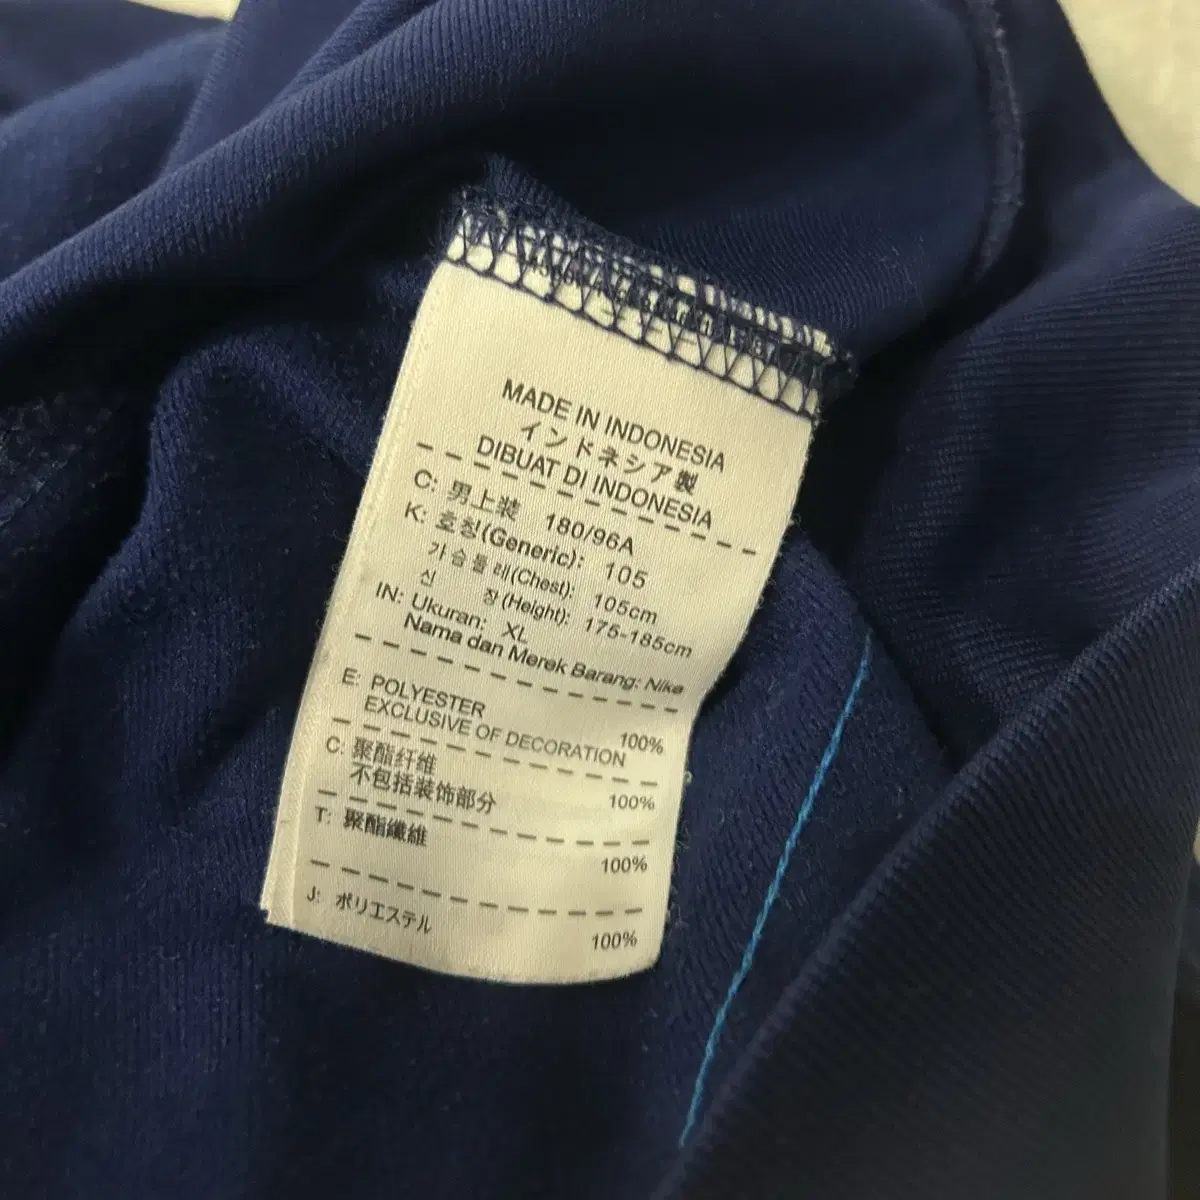 MADE IN INDONESIA
インドネシア製
DIBUAT DI INDONESIA
C: 男上装 180/96A
K: 호칭(Generic): 105
가슴둘레(Chest): 105cm
신 장(Height): 175-185cm
IN: Ukuran: XL
Nama dan Merek Barang: Nike
E: POLYESTER 100%
EXCLUSIVE OF DECORATION
C: 聚酯纤维 100%
不包括装饰部分
T: 聚酯纖維 100%
J: ポリエステル 100%